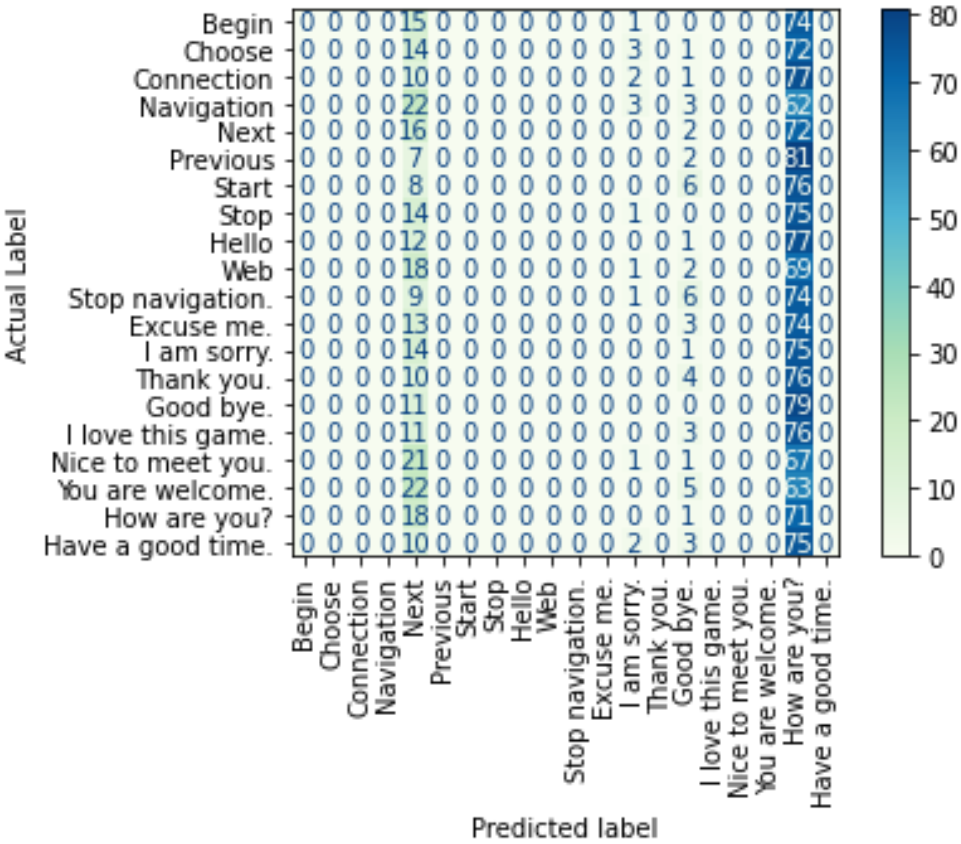 Actual Label
Begin 0 0 0 0 15 0 0 0 0 0 0 0 1 0 0 0 0 0 74 0
Choose 0 0 0 0 14 0 0 0 0 0 0 0 3 0 1 0 0 0 72 0
Connection 0 0 0 0 10 0 0 0 0 0 0 0 2 0 1 0 0 0 77 0
Navigation 0 0 0 0 22 0 0 0 0 0 0 0 3 0 3 0 0 0 62 0
Next 0 0 0 0 16 0 0 0 0 0 0 0 0 0 2 0 0 0 72 0
Previous 0 0 0 0 7 0 0 0 0 0 0 0 0 0 2 0 0 0 81 0
Start 0 0 0 0 8 0 0 0 0 0 0 0 0 0 6 0 0 0 76 0
Stop 0 0 0 0 14 0 0 0 0 0 0 0 1 0 0 0 0 0 75 0
Hello 0 0 0 0 12 0 0 0 0 0 0 0 0 0 1 0 0 0 77 0
Web 0 0 0 0 18 0 0 0 0 0 0 0 1 0 2 0 0 0 69 0
Stop navigation. 0 0 0 0 9 0 0 0 0 0 0 0 1 0 6 0 0 0 74 0
Excuse me. 0 0 0 0 13 0 0 0 0 0 0 0 0 0 3 0 0 0 74 0
I am sorry. 0 0 0 0 14 0 0 0 0 0 0 0 0 0 1 0 0 0 75 0
Thank you. 0 0 0 0 10 0 0 0 0 0 0 0 0 0 4 0 0 0 76 0
Good bye. 0 0 0 0 11 0 0 0 0 0 0 0 0 0 0 0 0 0 79 0
I love this game. 0 0 0 0 11 0 0 0 0 0 0 0 0 0 3 0 0 0 76 0
Nice to meet you. 0 0 0 0 21 0 0 0 0 0 0 0 1 0 1 0 0 0 67 0
You are welcome. 0 0 0 0 22 0 0 0 0 0 0 0 0 0 5 0 0 0 63 0
How are you? 0 0 0 0 18 0 0 0 0 0 0 0 0 0 1 0 0 0 71 0
Have a good time. 0 0 0 0 10 0 0 0 0 0 0 0 2 0 3 0 0 0 75 0
Begin
Choose
Connection
Navigation
Next
Previous
Start
Stop
Hello
Web
Stop navigation.
Excuse me.
I am sorry.
Thank you.
Good bye.
I love this game.
Nice to meet you.
You are welcome.
How are you?
Have a good time.
Predicted label
80
70
60
50
40
30
20
10
0